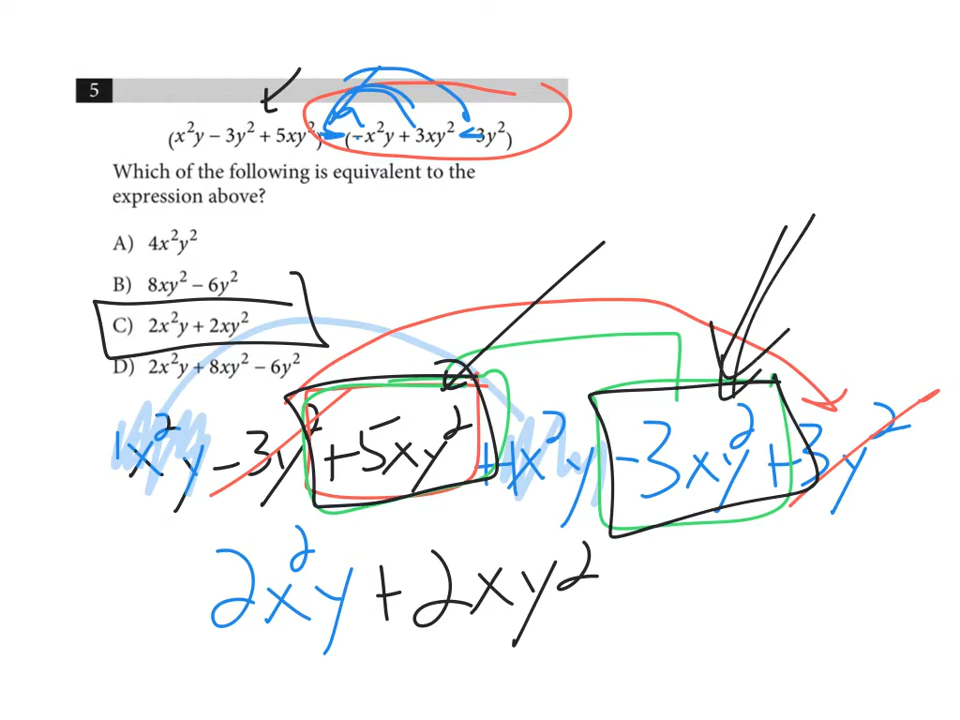 5
(x²y − 3y² + 5xy²) − (−x²y + 3xy² − 3y²)
Which of the following is equivalent to the
expression above?
A) 4x²y²
B) 8xy² − 6y²
C) 2x²y + 2xy²
D) 2x²y + 8xy² − 6y²
1x²y − 3y² + 5xy² + 1x²y − 3xy² + 3y²
2x²y + 2xy²